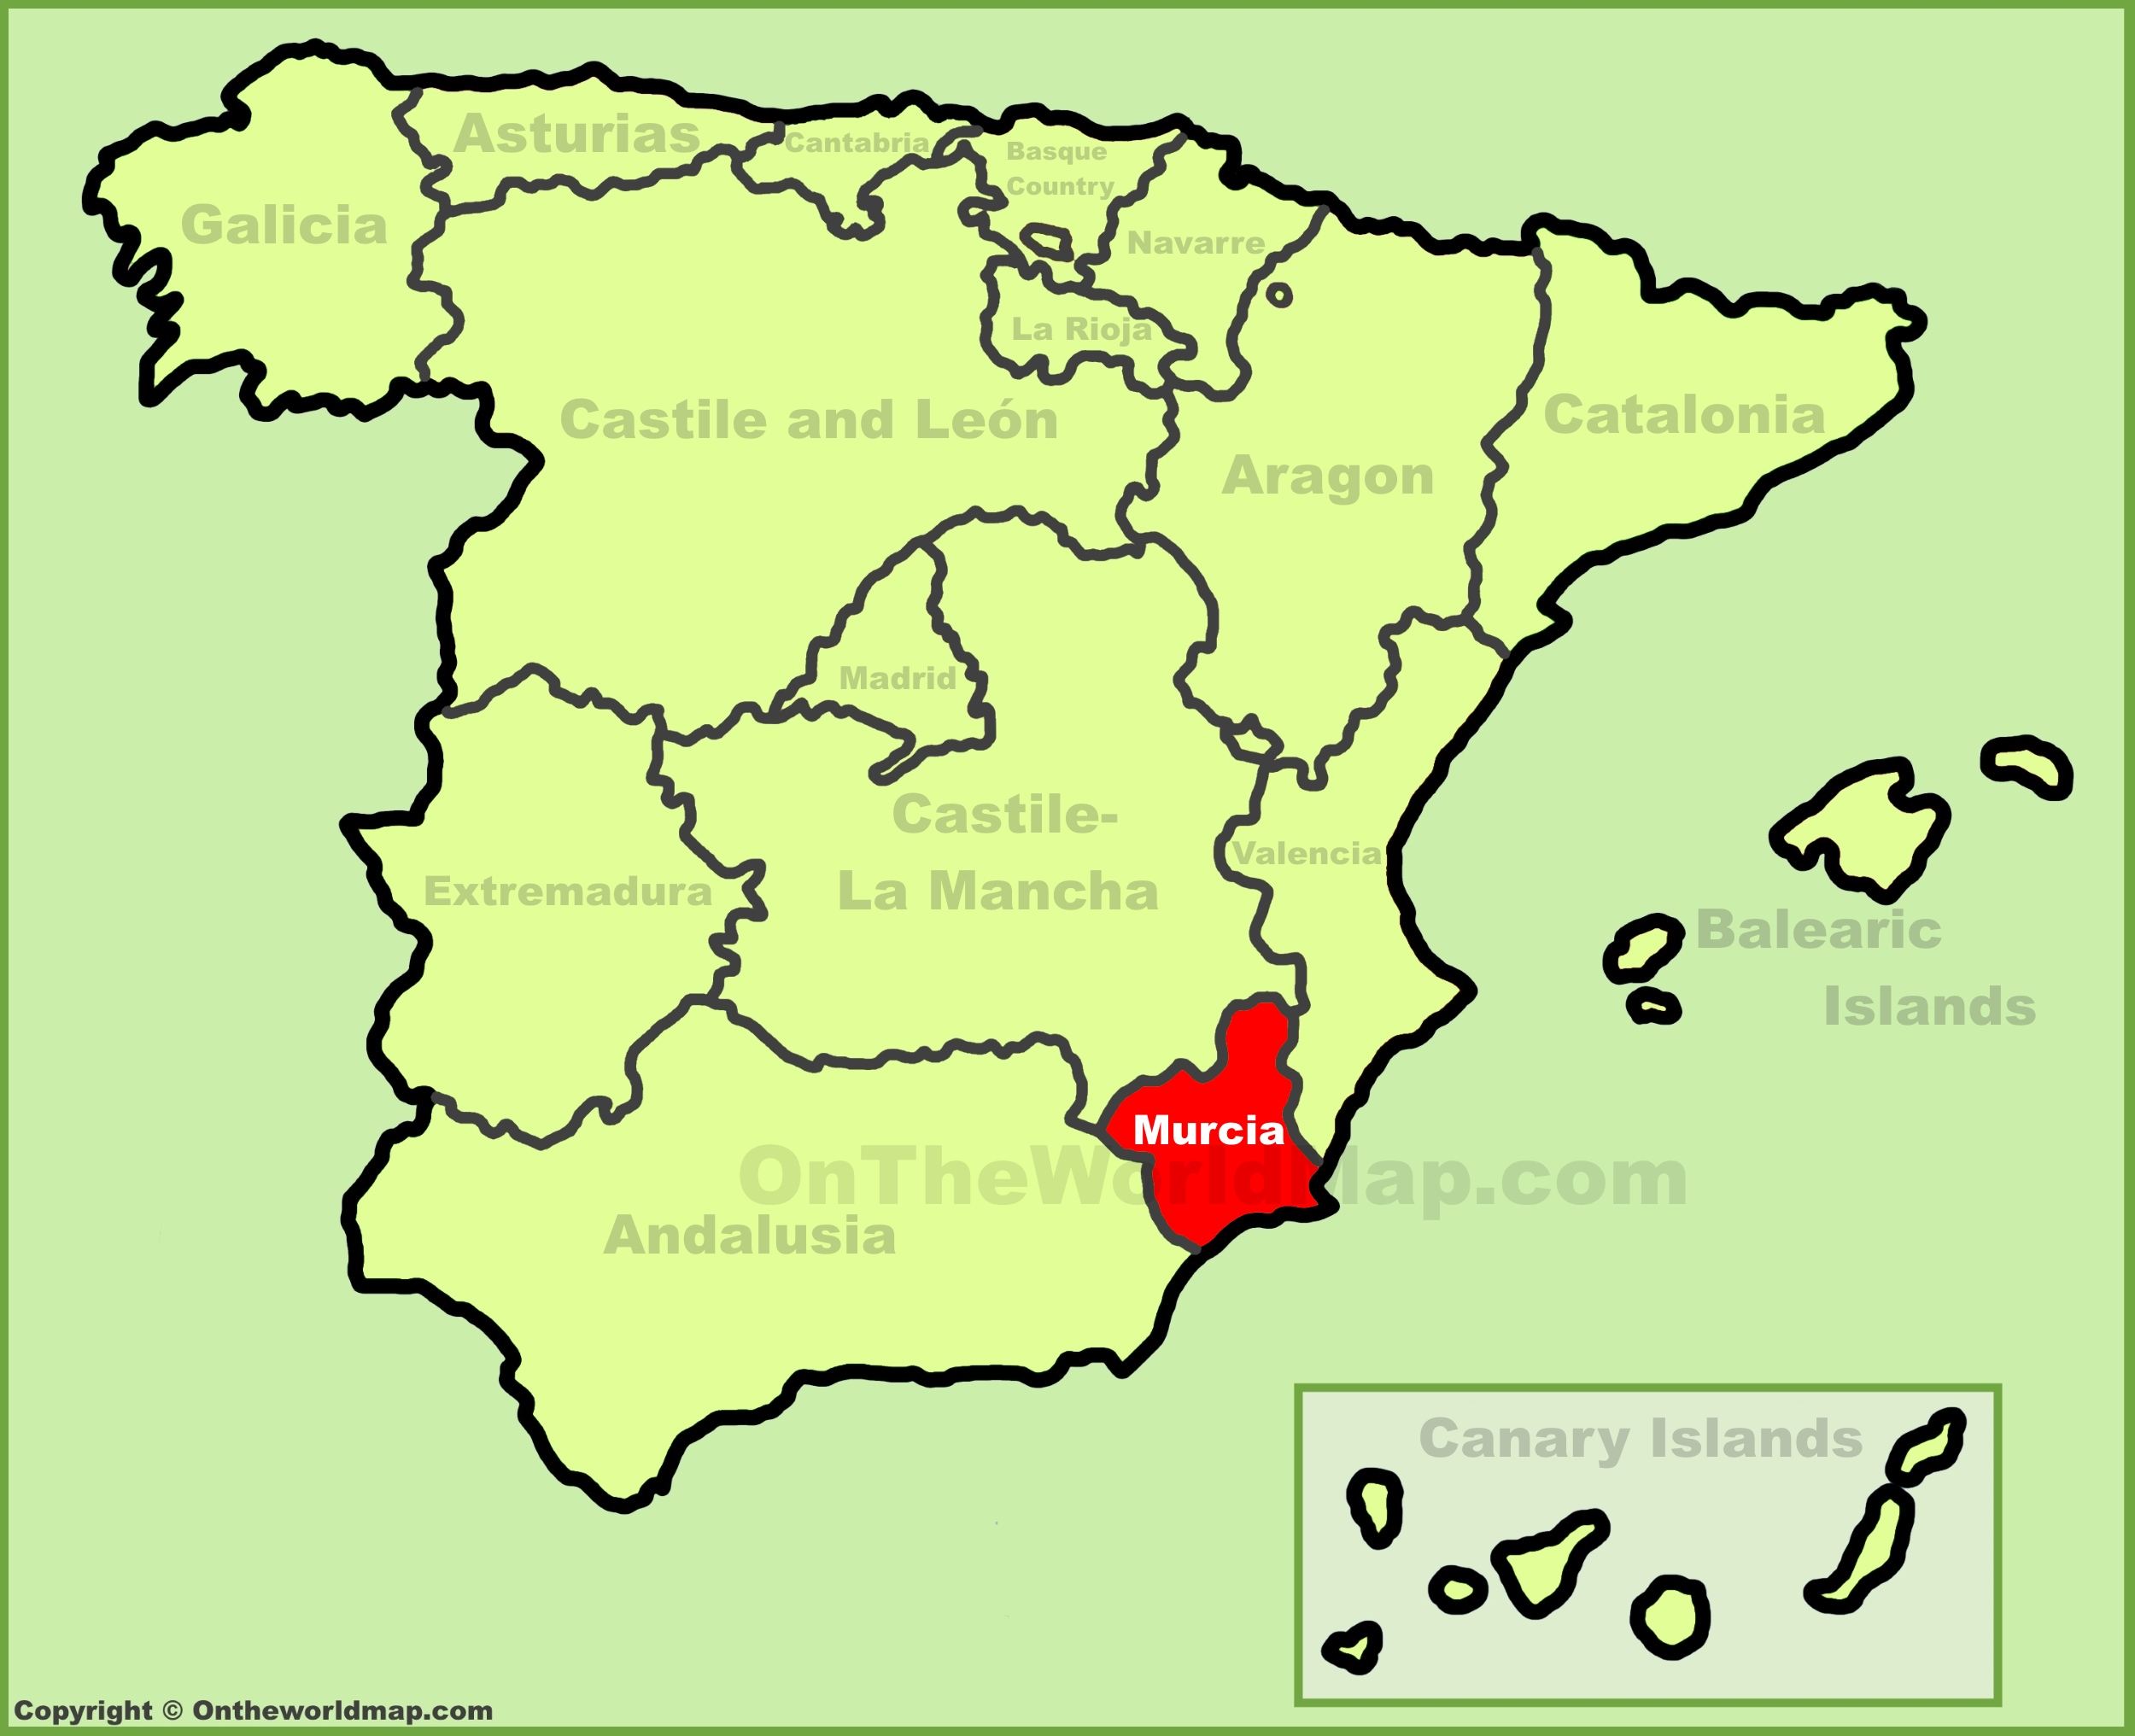 Asturias
Cantabria
Basque
Country
Galicia
Navarre
La Rioja
Castile and León
Catalonia
Aragon
Madrid
Castile-
La Mancha
Valencia
Extremadura
Balearic
Islands
Murcia
OnTheWorldMap.com
Andalusia
Canary Islands
Copyright © Ontheworldmap.com